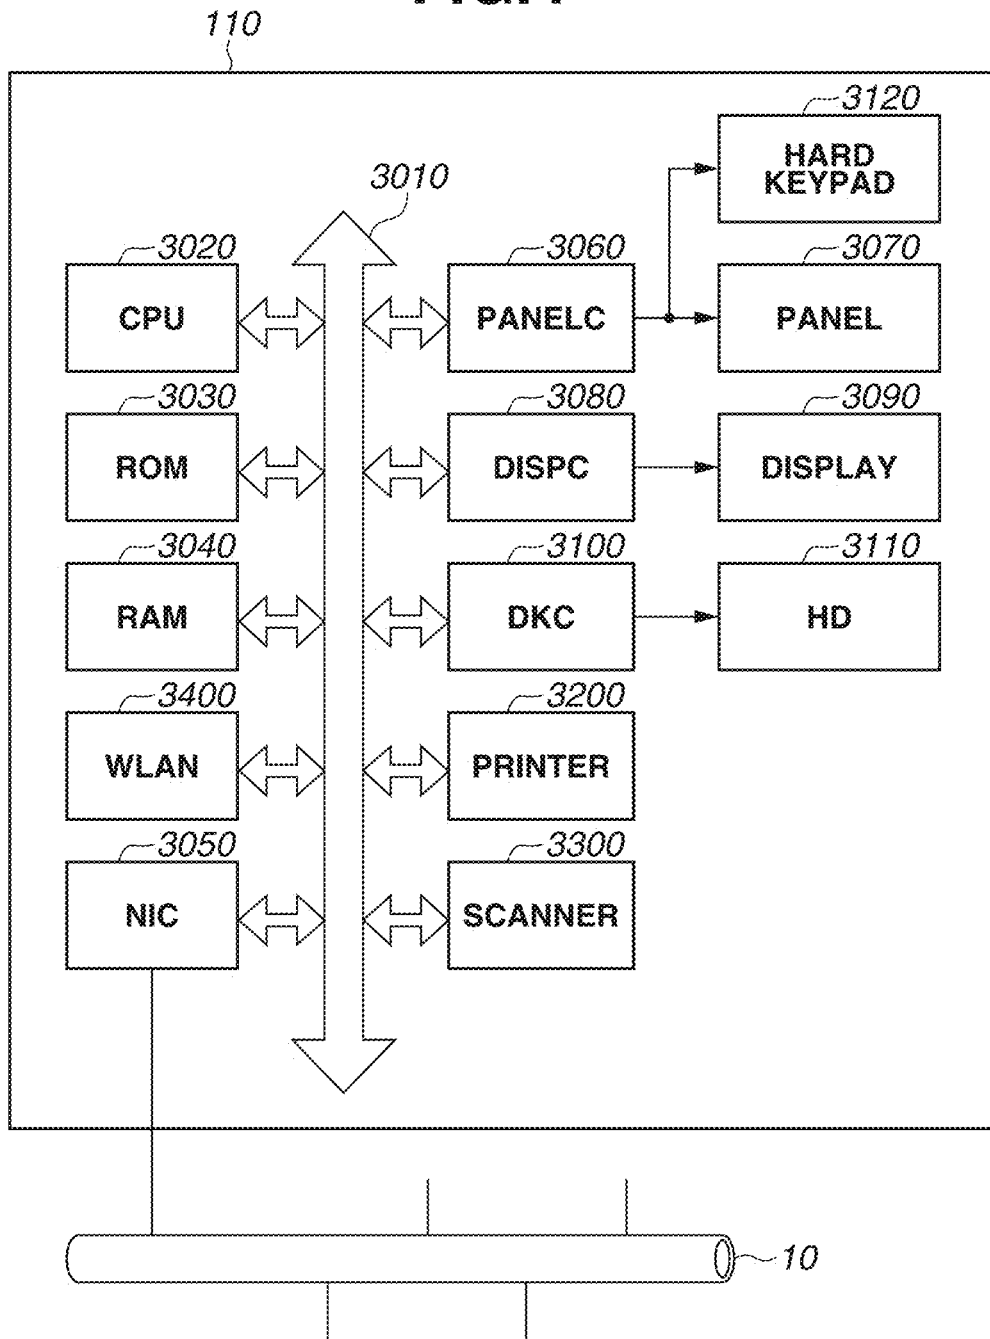 110
3120
HARD
KEYPAD
3010
3020
CPU
3060
PANELC
3070
PANEL
3030
ROM
3080
DISPC
3090
DISPLAY
3040
RAM
3100
DKC
3110
HD
3400
WLAN
3200
PRINTER
3050
NIC
3300
SCANNER
10